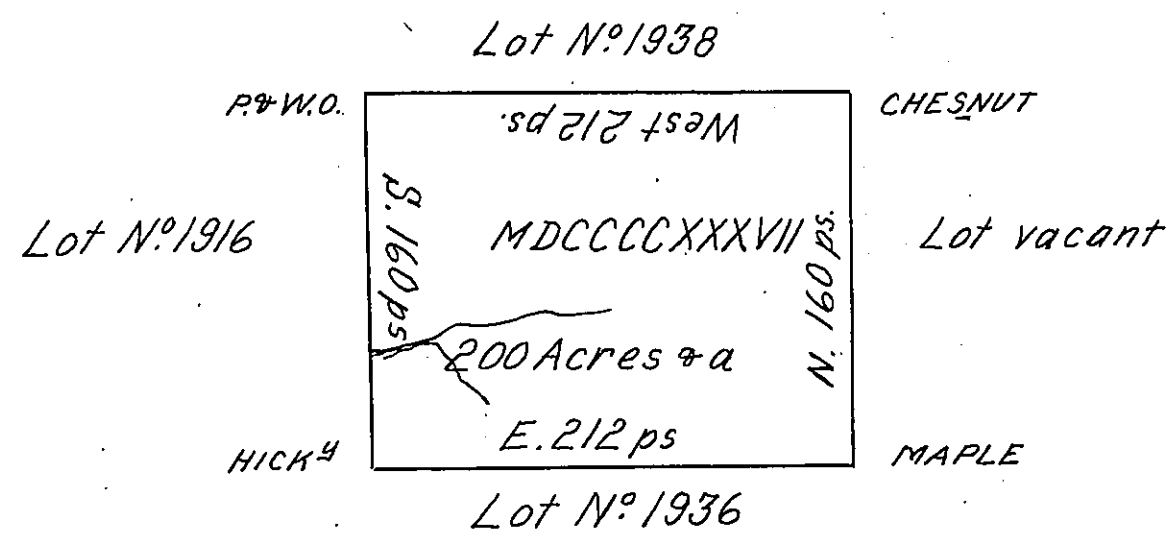 Lot Nº 1938
P. & W.O.
CHESNUT
West 212 ps.
Lot Nº 1916
S. 160 ps
MDCCCCXXXVII
N. 160 ps.
Lot vacant
200 Acres & a
E. 212 ps
HICKY
MAPLE
Lot Nº 1936